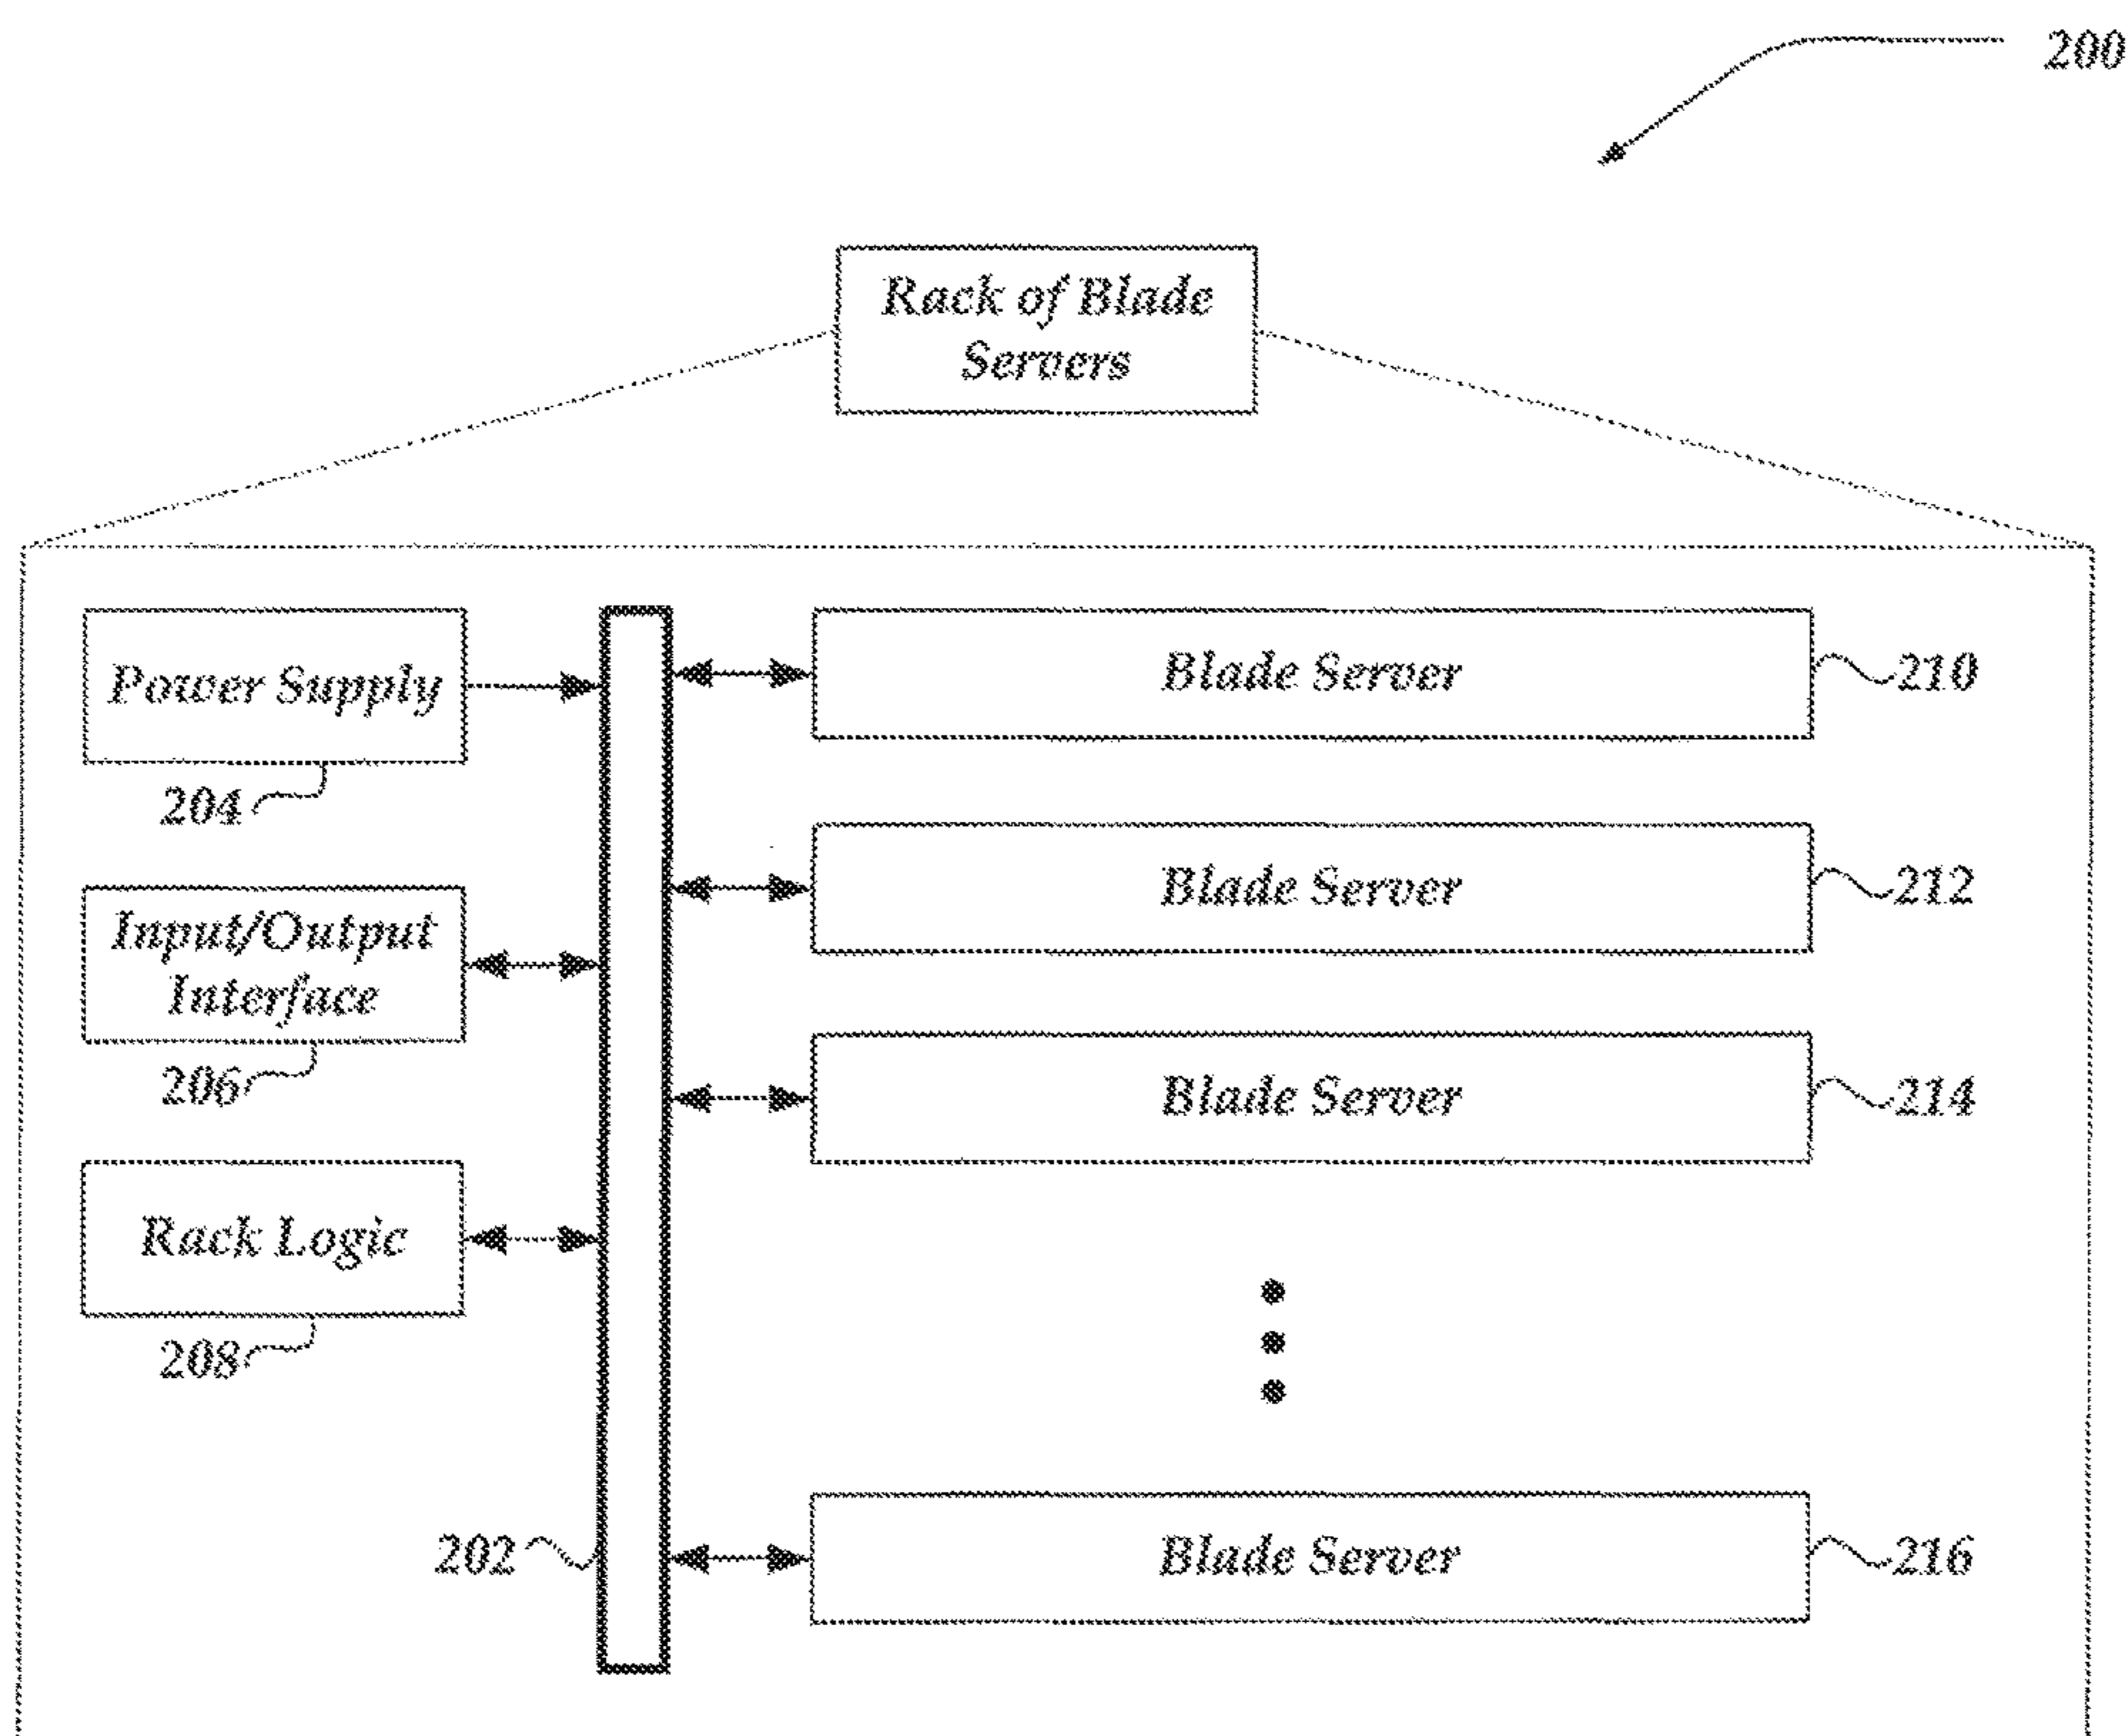 200
Rack of Blade
Servers
Power Supply
204
Input/Output
Interface
206
Rack Logic
208
202
Blade Server
210
Blade Server
212
Blade Server
214
Blade Server
216